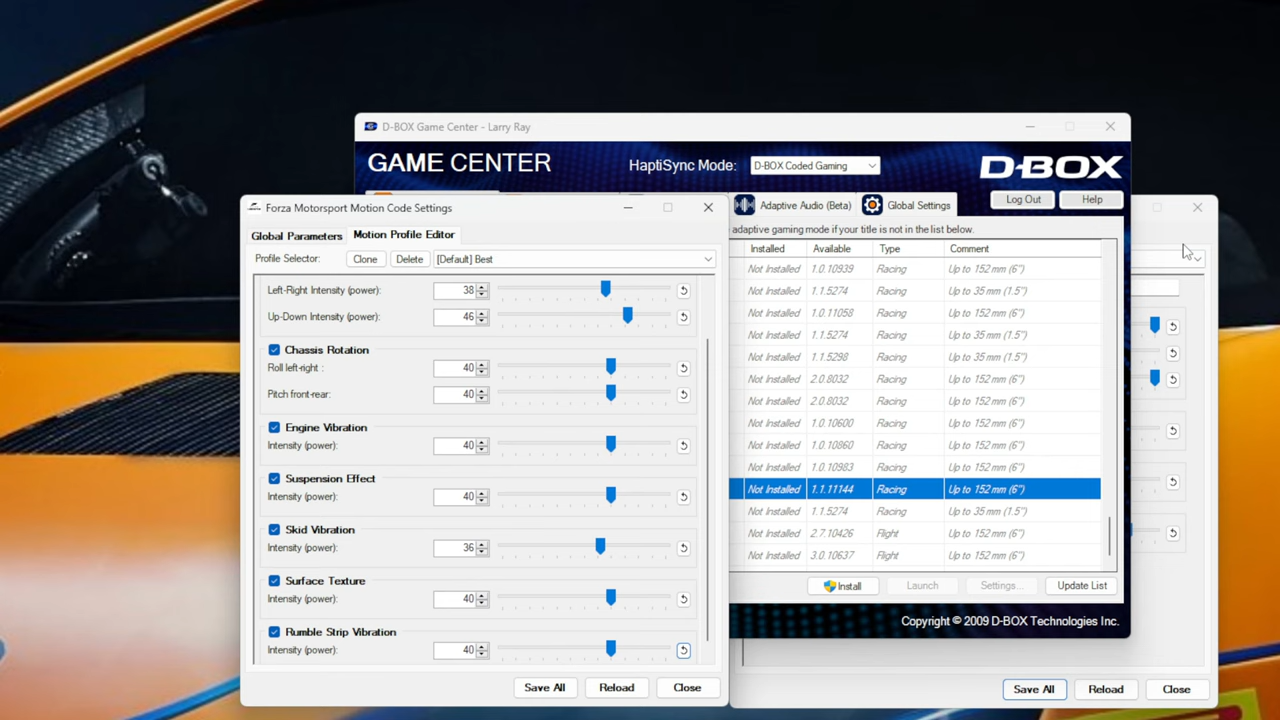 D-BOX Game Center - Larry Ray
GAME CENTER
HaptiSync Mode:
D-BOX Coded Gaming
D-BOX
Adaptive Audio (Beta)
Global Settings
Log Out
Help
adaptive gaming mode if your title is not in the list below.
Installed Available Type Comment
Not Installed 1.0.10939 Racing Up to 152 mm (6")
Not Installed 1.1.5274 Racing Up to 35 mm (1.5")
Not Installed 1.0.11058 Racing Up to 152 mm (6")
Not Installed 1.1.5274 Racing Up to 35 mm (1.5")
Not Installed 1.1.5298 Racing Up to 35 mm (1.5")
Not Installed 2.0.8032 Racing Up to 152 mm (6")
Not Installed 2.0.8032 Racing Up to 152 mm (6")
Not Installed 1.0.10600 Racing Up to 152 mm (6")
Not Installed 1.0.10860 Racing Up to 152 mm (6")
Not Installed 1.0.10983 Racing Up to 152 mm (6")
Not Installed 1.1.11144 Racing Up to 152 mm (6")
Not Installed 1.1.5274 Racing Up to 35 mm (1.5")
Not Installed 2.7.10426 Flight Up to 152 mm (6")
Not Installed 3.0.10637 Flight Up to 152 mm (6")
Install Launch Settings... Update List
Copyright © 2009 D-BOX Technologies Inc.
Forza Motorsport Motion Code Settings
Global Parameters Motion Profile Editor
Profile Selector: Clone Delete [Default] Best
Left-Right Intensity (power): 38
Up-Down Intensity (power): 46
Chassis Rotation
Roll left-right : 40
Pitch front-rear: 40
Engine Vibration
Intensity (power): 40
Suspension Effect
Intensity (power): 40
Skid Vibration
Intensity (power): 36
Surface Texture
Intensity (power): 40
Rumble Strip Vibration
Intensity (power): 40
Save All Reload Close
Save All Reload Close